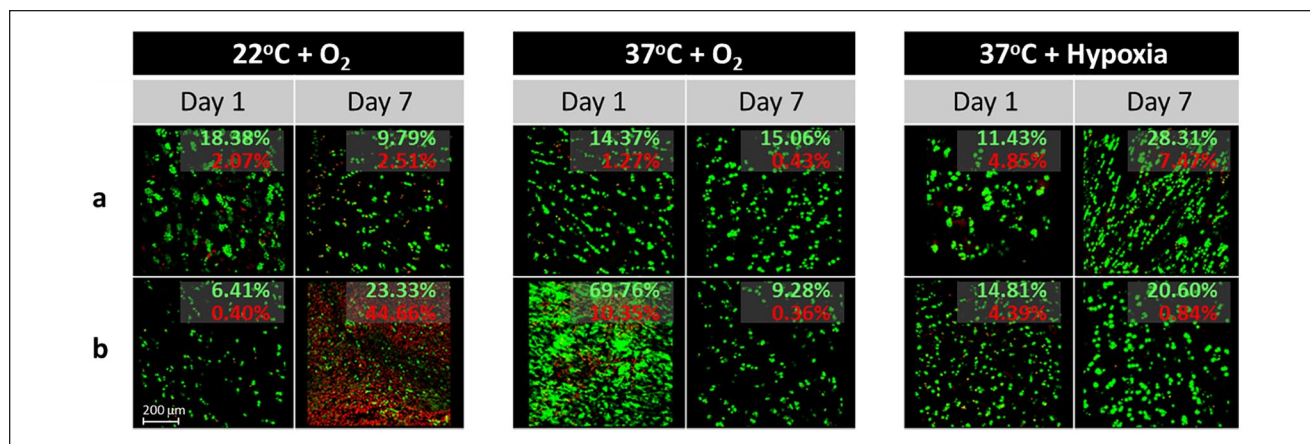 22°C + O₂ 37°C + O₂ 37°C + Hypoxia
Day 1 Day 7 Day 1 Day 7 Day 1 Day 7
a
18.38% 9.79% 14.37% 15.06% 11.43% 28.31%
2.07% 2.51% 1.27% 0.43% 4.85% 7.47%
b
6.41% 23.33% 69.76% 9.28% 14.81% 20.60%
0.40% 44.66% 10.35% 0.36% 4.39% 0.84%
200 µm